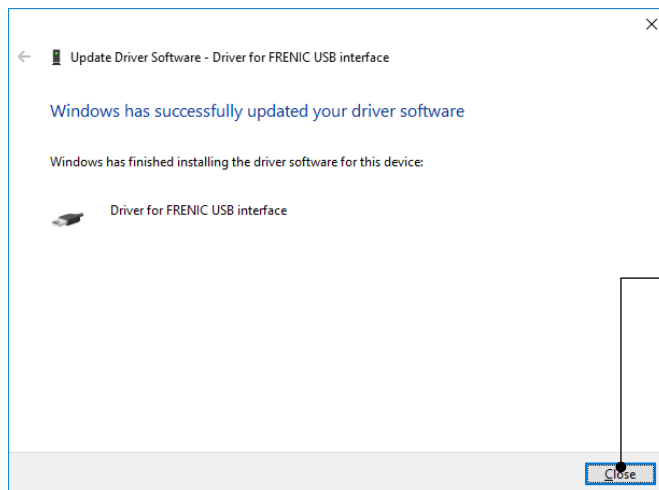 Update Driver Software - Driver for FRENIC USB interface
Windows has successfully updated your driver software
Windows has finished installing the driver software for this device:
Driver for FRENIC USB interface
Close